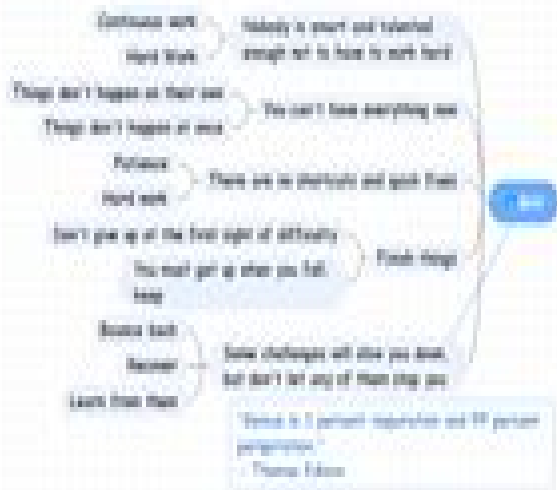 Continuous work
Hard Work
Nobody is smart and talented
enough not to have to work hard
Things don't happen on their own
Things don't happen at once
You can't have everything now
Patience
Hard work
There are no shortcuts and quick fixes
Don't give up at the first sight of difficulty
You must get up when you fall,
keep
Finish things
Bounce back
Recover
Learn from them
Some challenges will slow you down,
but don't let any of them stop you
"Genius is 1 percent inspiration and 99 percent
perspiration."
- Thomas Edison